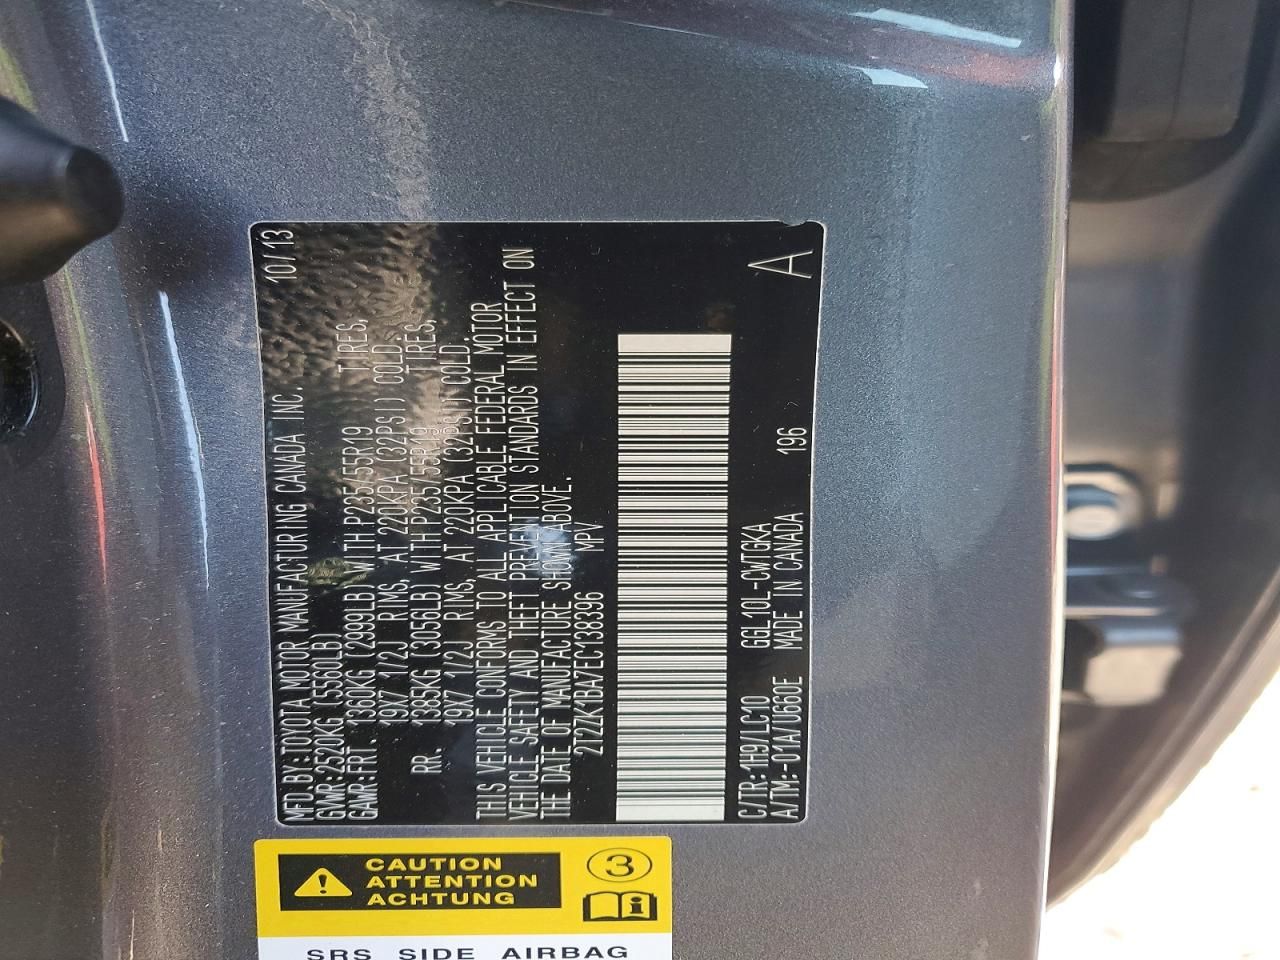 MFD.BY:TOYOTA MOTOR MANUFACTURING CANADA INC. 10/13
GVWR:2520KG (5560LB)
GAWR:FRT. 1360KG (2999LB) WITH P235/55R19 TIRES,
19X7 1/2J RIMS, AT 220KPA (32PSI) COLD.
RR. 1385KG (3056LB) WITH P235/55R19 TIRES,
19X7 1/2J RIMS, AT 220KPA (32PSI) COLD.
THIS VEHICLE CONFORMS TO ALL APPLICABLE FEDERAL MOTOR
VEHICLE SAFETY AND THEFT PREVENTION STANDARDS IN EFFECT ON
THE DATE OF MANUFACTURE SHOWN ABOVE.
2T2ZK1BA7EC138396 MPV
C/TR:1H9/LC10 GGL10L-CWTGKA
A/TM:-01A/U660E MADE IN CANADA 196 A
CAUTION
ATTENTION
ACHTUNG
3
SRS SIDE AIRBAG